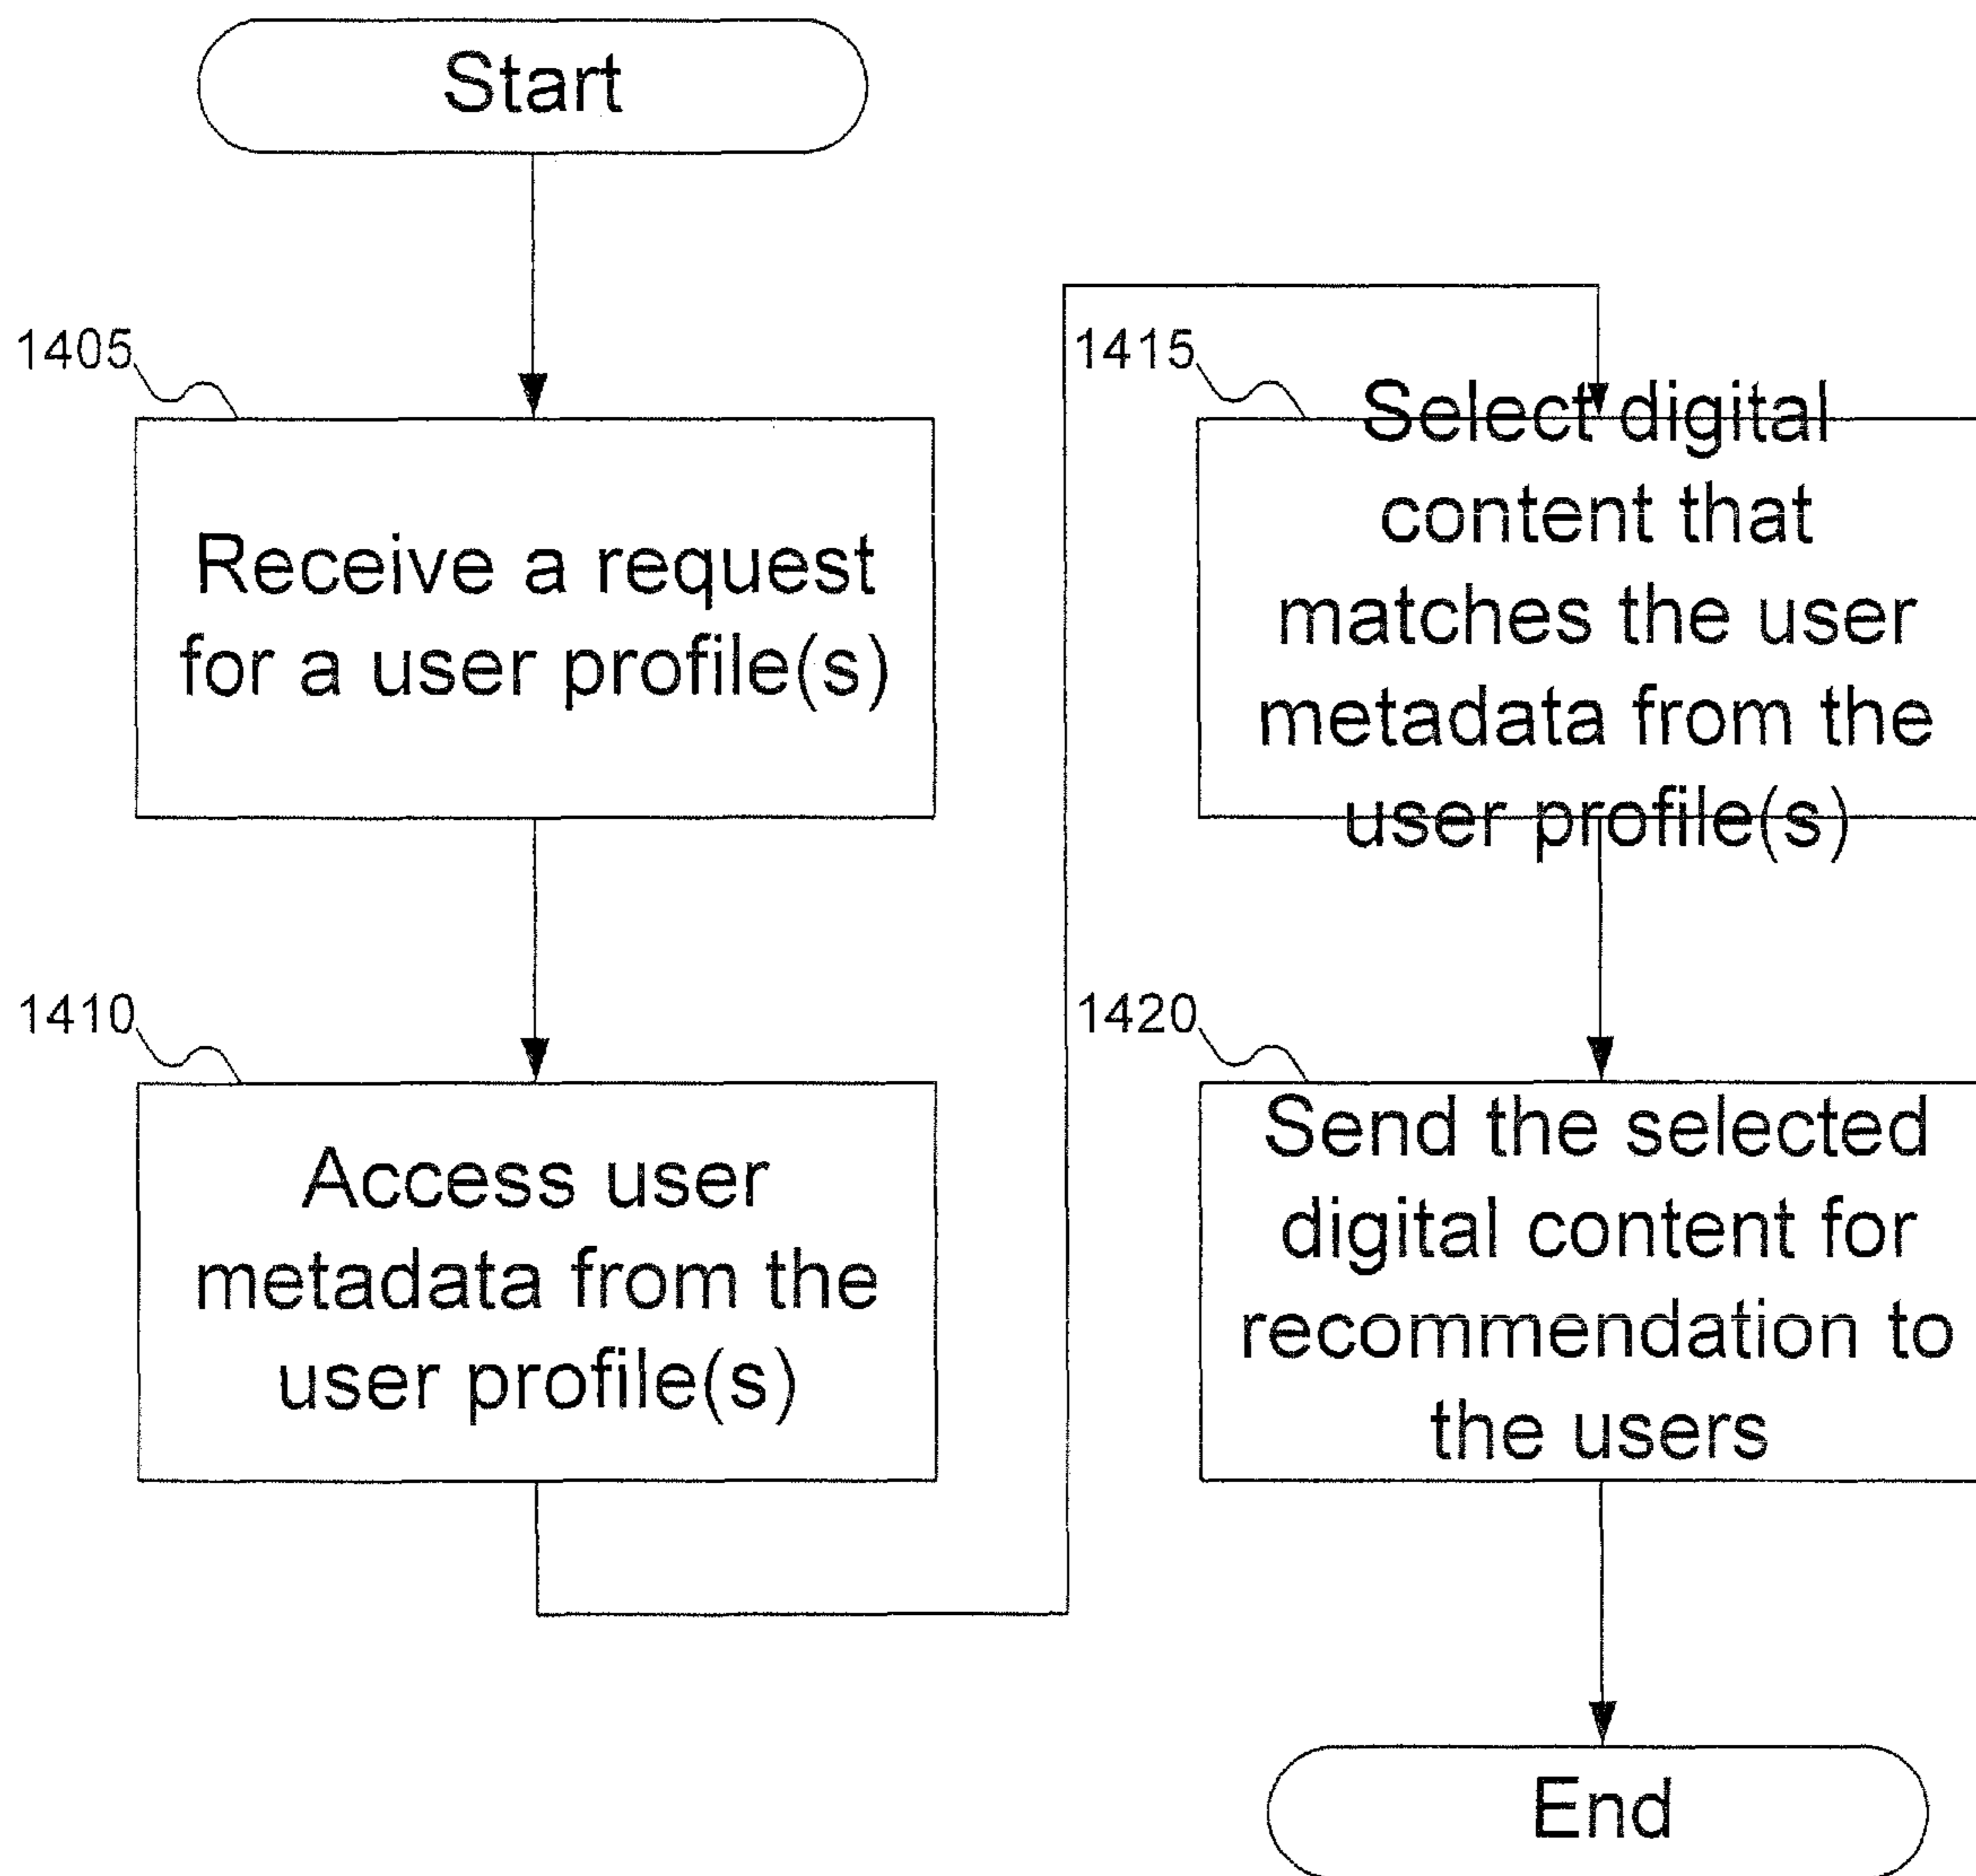 Start
1405
Receive a request
for a user profile(s)
1410
Access user
metadata from the
user profile(s)
1415
Select digital
content that
matches the user
metadata from the
user profile(s)
1420
Send the selected
digital content for
recommendation to
the users
End